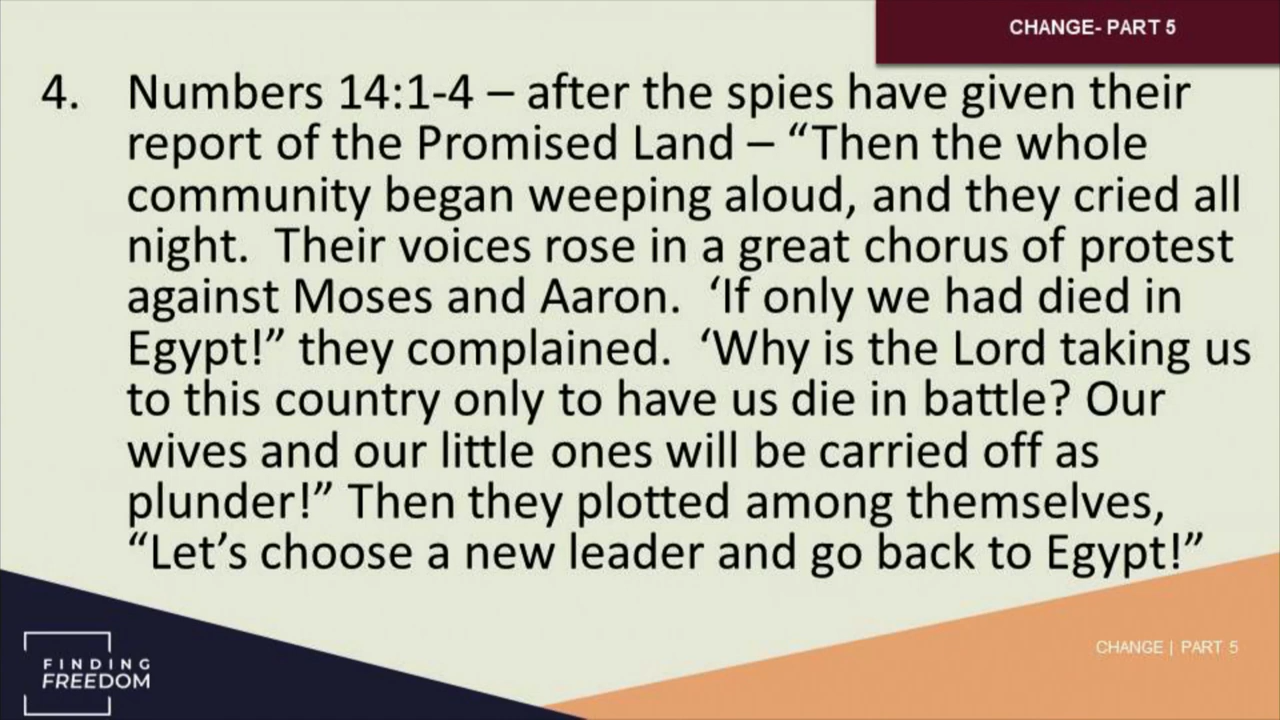 CHANGE- PART 5
4. Numbers 14:1-4 – after the spies have given their
report of the Promised Land – “Then the whole
community began weeping aloud, and they cried all
night.  Their voices rose in a great chorus of protest
against Moses and Aaron.  ‘If only we had died in
Egypt!” they complained.  ‘Why is the Lord taking us
to this country only to have us die in battle? Our
wives and our little ones will be carried off as
plunder!” Then they plotted among themselves,
“Let’s choose a new leader and go back to Egypt!”
CHANGE | PART 5
FINDING
FREEDOM